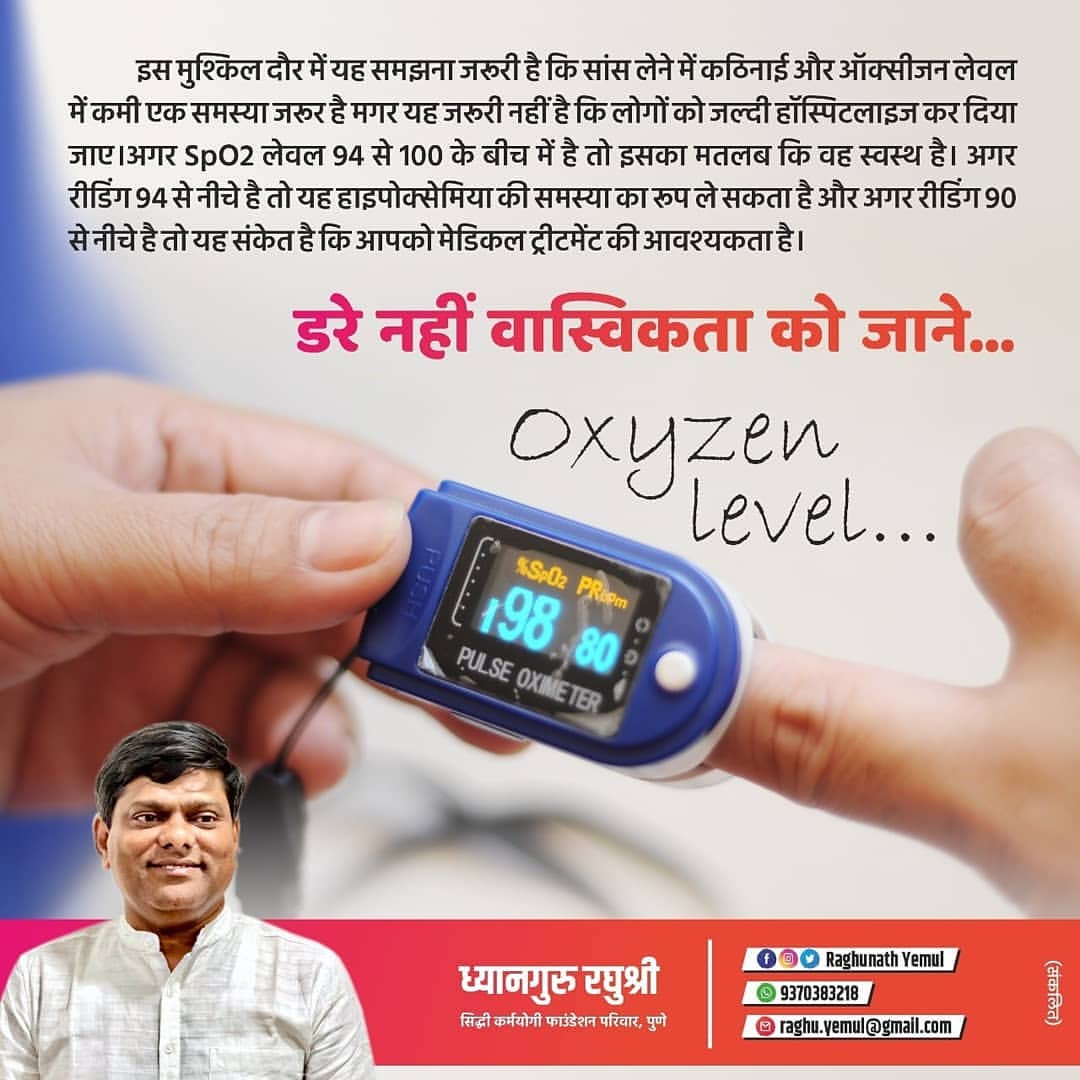 इस मुश्किल दौर में यह समझना जरूरी है कि सांस लेने में कठिनाई और ऑक्सीजन लेवल
में कमी एक समस्या जरूर है मगर यह जरूरी नहीं है कि लोगों को जल्दी हॉस्पिटलाइज कर दिया
जाए।अगर SpO2 लेवल 94 से 100 के बीच में है तो इसका मतलब कि वह स्वस्थ है। अगर
रीडिंग 94 से नीचे है तो यह हाइपोक्सेमिया की समस्या का रूप ले सकता है और अगर रीडिंग 90
से नीचे है तो यह संकेत है कि आपको मेडिकल ट्रीटमेंट की आवश्यकता है।
डरे नहीं वास्विकता को जाने...
Oxyzen
level...
PUSH
%SpO2 PRbpm
98 80
PULSE OXIMETER
ध्यानगुरु रघुश्री
सिद्धी कर्मयोगी फाउंडेशन परिवार, पुणे
Raghunath Yemul
9370383218
raghu.yemul@gmail.com
(संकलित)